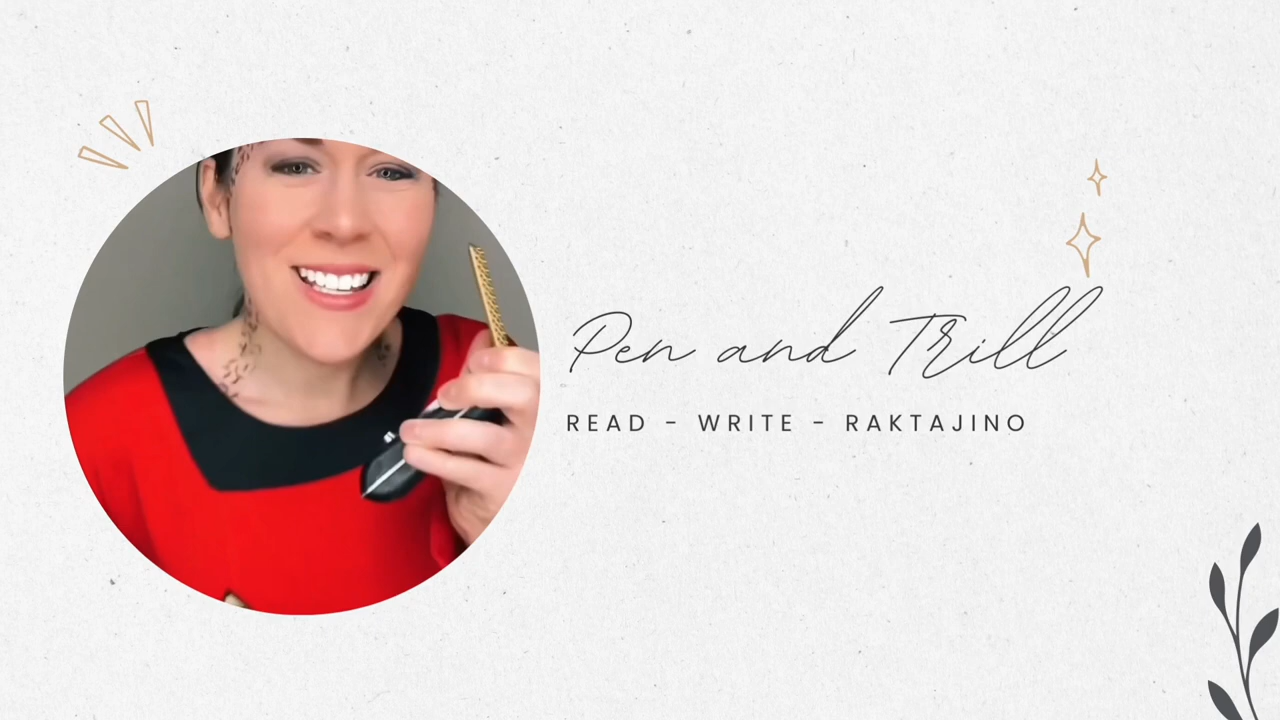 Pen and Trill
READ - WRITE - RAKTAJINO